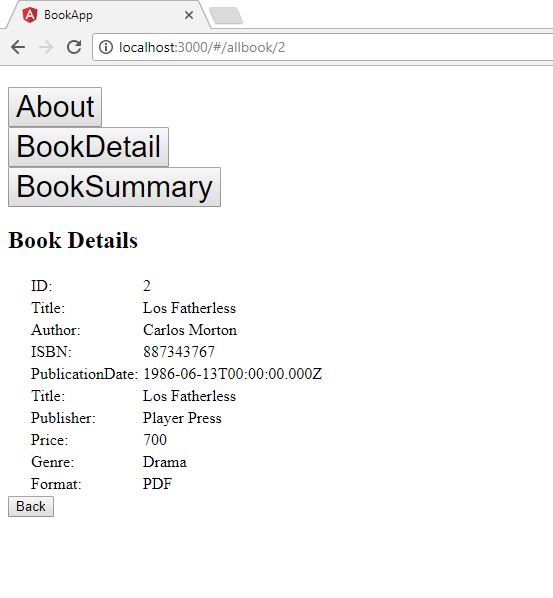 BookApp
localhost:3000/#/allbook/2
About
BookDetail
BookSummary
Book Details
ID: 2
Title: Los Fatherless
Author: Carlos Morton
ISBN: 887343767
PublicationDate: 1986-06-13T00:00:00.000Z
Title: Los Fatherless
Publisher: Player Press
Price: 700
Genre: Drama
Format: PDF
Back